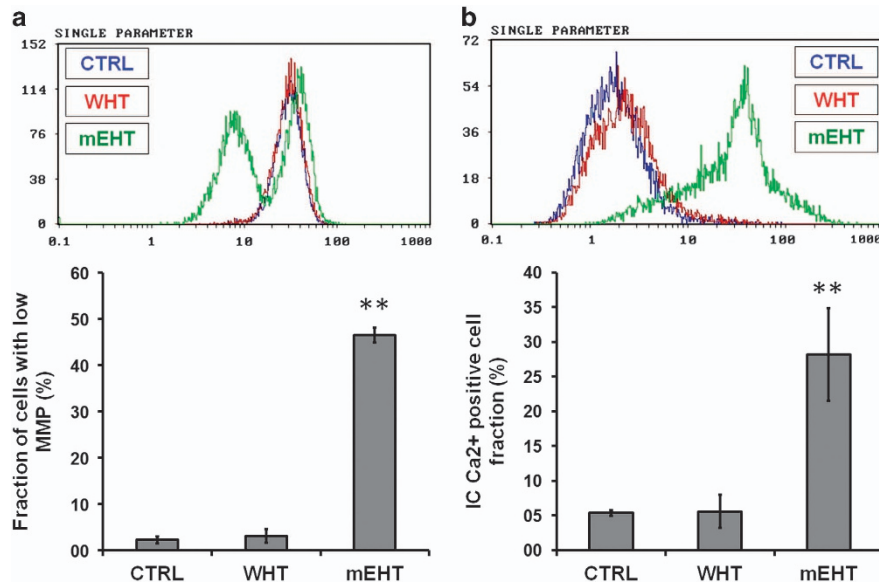 a
SINGLE PARAMETER
152
114
76
38
0
0.1 1 10 100 1000
CTRL
WHT
mEHT
Fraction of cells with low
MMP (%)
60
50
40
30
20
10
00
**
CTRL WHT mEHT
b
SINGLE PARAMETER
72
54
36
18
0
0.1 1 10 100 1000
CTRL
WHT
mEHT
IC Ca2+ positive cell
fraction (%)
40
35
30
25
20
15
10
05
00
**
CTRL WHT mEHT